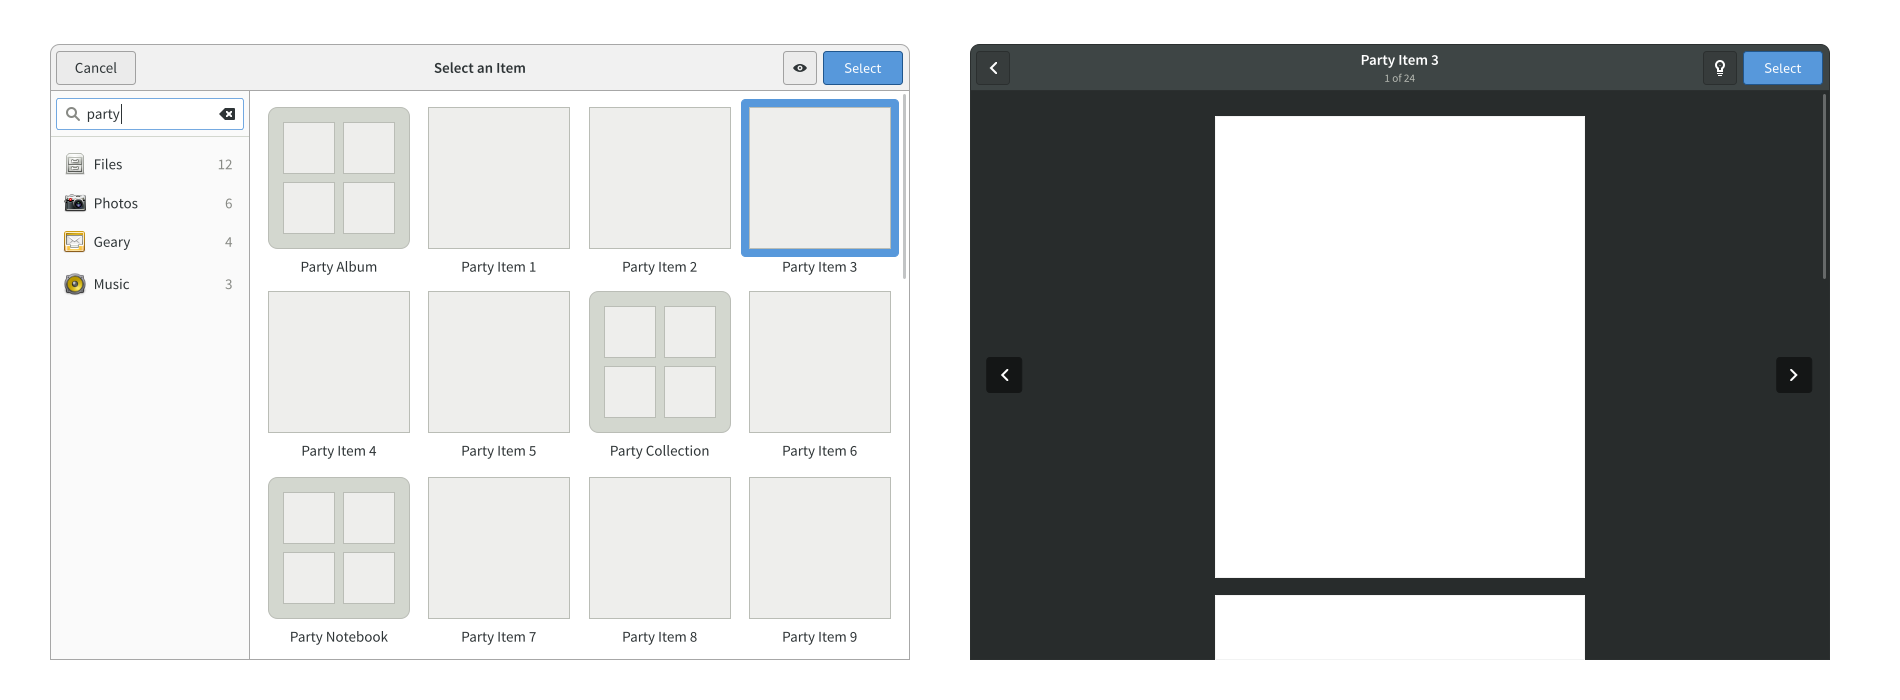 Cancel
Select an Item
Select
party
Files 12
Photos 6
Geary 4
Music 3
Party Album
Party Item 1
Party Item 2
Party Item 3
Party Item 4
Party Item 5
Party Collection
Party Item 6
Party Notebook
Party Item 7
Party Item 8
Party Item 9
Party Item 3
1 of 24
Select